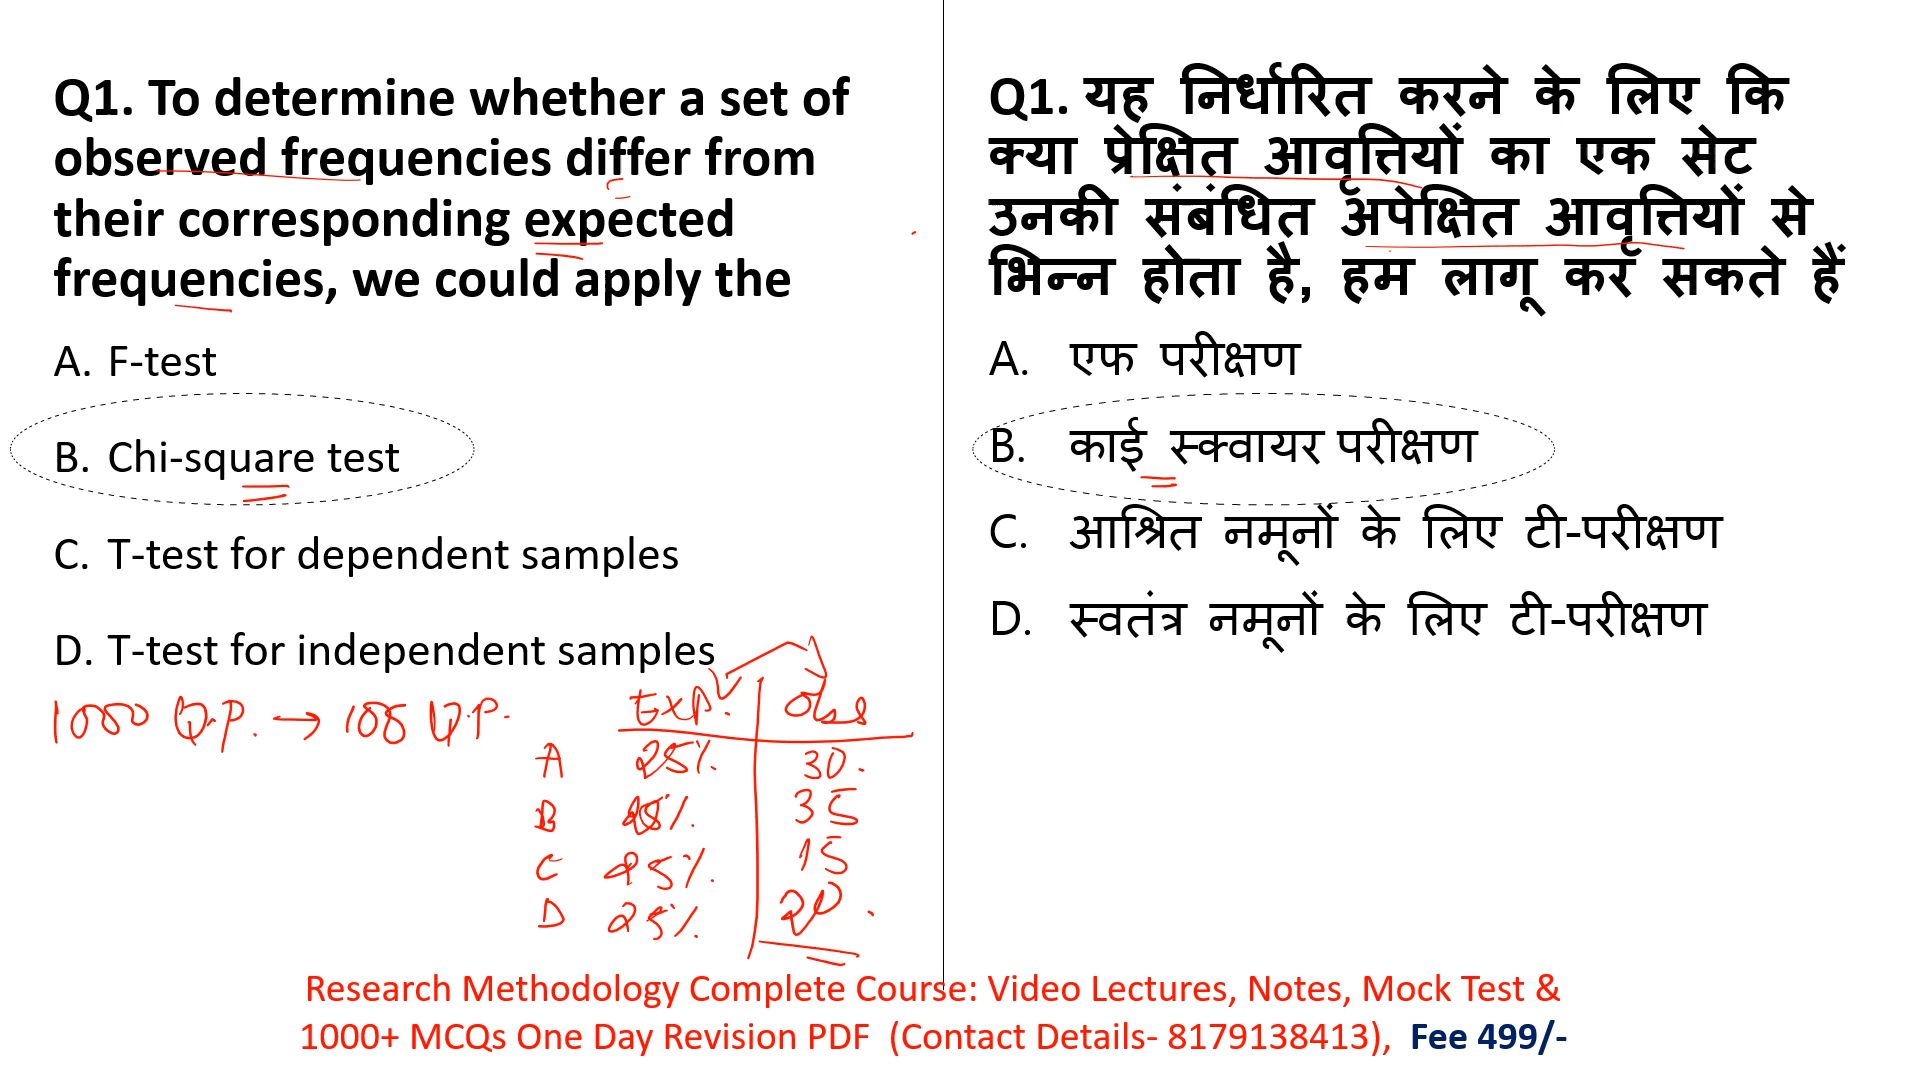 Q1. To determine whether a set of
observed frequencies differ from
their corresponding expected
frequencies, we could apply the
A. F-test
B. Chi-square test
C. T-test for dependent samples
D. T-test for independent samples
1000 Q.P. → 100 Q.P.
Exp. Obs
A 25% 30
B 25% 35
C 25% 15
D 25% 20
Q1. यह निर्धारित करने के लिए कि
क्या प्रेक्षित आवृत्तियों का एक सेट
उनकी संबंधित अपेक्षित आवृत्तियों से
भिन्न होता है, हम लागू कर सकते हैं
A. एफ परीक्षण
B. काई स्क्वायर परीक्षण
C. आश्रित नमूनों के लिए टी-परीक्षण
D. स्वतंत्र नमूनों के लिए टी-परीक्षण
Research Methodology Complete Course: Video Lectures, Notes, Mock Test &
1000+ MCQs One Day Revision PDF (Contact Details- 8179138413), Fee 499/-